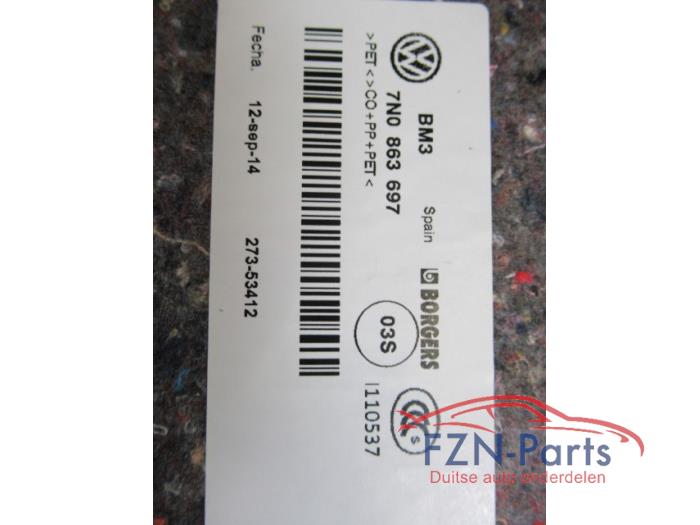 BM3 Spain BORGERS
7N0 863 697 03S
>PET< >CO+PP+PET< I110537
S
Fecha. 12-sep-14 273-53412
FZN-Parts
Duitse auto onderdelen